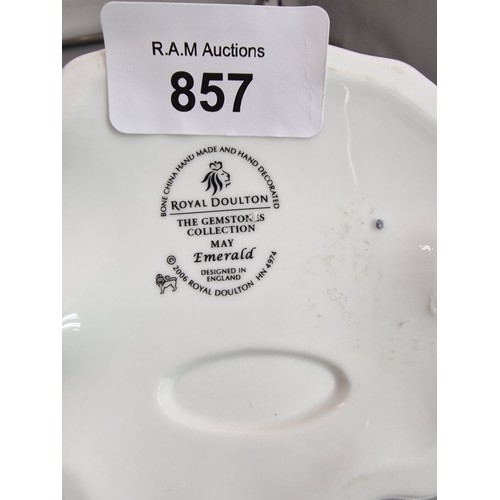 R.A.M Auctions
857
BONE CHINA HAND MADE AND HAND DECORATED
ROYAL DOULTON
THE GEMSTONES
COLLECTION
MAY
Emerald
DESIGNED IN
ENGLAND
© 2006 ROYAL DOULTON HN 4974